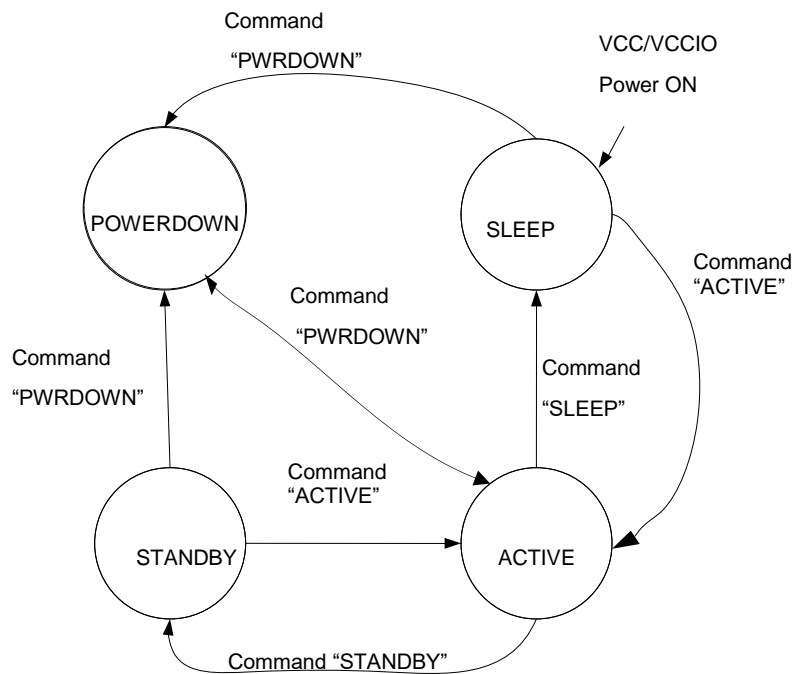 Command
“PWRDOWN”
VCC/VCCIO
Power ON
POWERDOWN
SLEEP
Command
“ACTIVE”
Command
“PWRDOWN”
Command
“PWRDOWN”
Command
“SLEEP”
Command
“ACTIVE”
STANDBY
ACTIVE
Command “STANDBY”